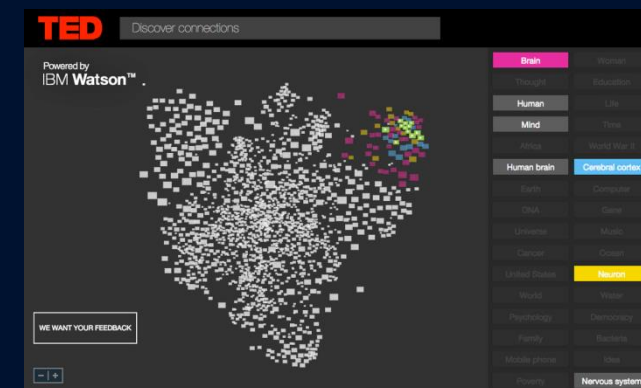 TED
Discover connections
Powered by
IBM Watson™
Brain Woman
Thought Education
Human Life
Mind Time
Africa World War II
Human brain Cerebral cortex
Earth Computer
DNA Gene
Universe Music
Cancer Ocean
United States Neuron
World Water
Psychology Democracy
Family Bacteria
Mobile phone Idea
Poverty Nervous system
WE WANT YOUR FEEDBACK
- +